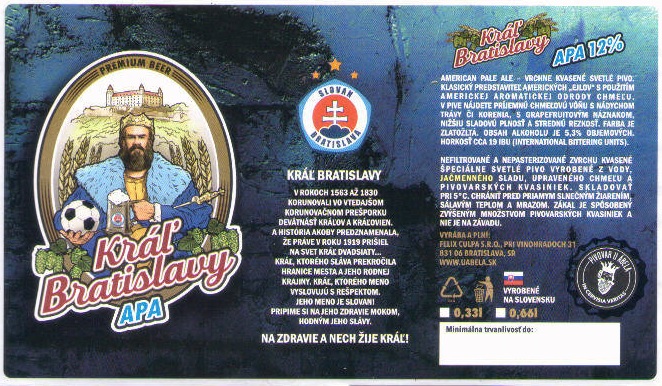 PREMIUM BEER
Kráľ
Bratislavy
APA
SLOVAN
BRATISLAVA
KRÁĽ BRATISLAVY
V ROKOCH 1563 AŽ 1830
KORUNOVALI VO VTEDAJŠOM
KORUNOVAČNOM PREŠPORKU
DEVÄTNÁSŤ KRÁĽOV A KRÁĽOVIEN.
A HISTÓRIA AKOBY PREDZNAMENALA,
ŽE PRÁVE V ROKU 1919 PRIŠIEL
NA SVET KRÁĽ DVADSIATY...
KRÁĽ, KTORÉHO SLÁVA PREKROČILA
HRANICE MESTA A JEHO RODNEJ
KRAJINY. KRÁĽ, KTORÉHO MENO
VYSLOVUJÚ S REŠPEKTOM.
JEHO MENO JE SLOVAN!
PRIPIME SI NA JEHO ZDRAVIE MOKOM,
HODNÝM JEHO SLÁVY.
NA ZDRAVIE A NECH ŽIJE KRÁĽ!
Kráľ
Bratislavy
APA 12%
AMERICAN PALE ALE - VRCHNE KVASENÉ SVETLÉ PIVO.
KLASICKÝ PREDSTAVITEĽ AMERICKÝCH „EJLOV“ S POUŽITÍM
AMERICKEJ AROMATICKEJ ODRODY CHMEĽU.
V PIVE NÁJDETE PRÍJEMNÚ CHMEĽOVÚ VÔŇU S NÁDYCHOM
TRÁVY ČI KORENIA, S GRAPEFRUITOVÝM NÁZNAKOM,
NIŽŠIU SLADOVÚ PLNOSŤ A STREDNÚ REZKOSŤ. FARBA JE
ZLATOŽLTÁ. OBSAH ALKOHOLU JE 5,3% OBJEMOVÝCH.
HORKOSŤ CCA 19 IBU (INTERNATIONAL BITTERING UNITS).
NEFILTROVANÉ A NEPASTERIZOVANÉ ZVRCHU KVASENÉ
ŠPECIÁLNE SVETLÉ PIVO VYROBENÉ Z VODY,
JAČMENNÉHO SLADU, UPRAVENÉHO CHMEĽU A
PIVOVARSKÝCH KVASINIEK. SKLADOVAŤ
PRI 5°C. CHRÁNIŤ PRED PRIAMYM SLNEČNÝM ŽIARENÍM,
SÁLAVÝM TEPLOM A MRAZOM. ZÁKAL JE SPÔSOBENÝ
ZVÝŠENÝM MNOŽSTVOM PIVOVARSKÝCH KVASINIEK A
NIE JE NA ZÁVADU.
VYRÁBA A PLNÍ:
FELIX CULPA S.R.O., PRI VINOHRADOCH 31
831 06 BRATISLAVA, SR
WWW.UABELA.SK
PIVOVAR U ÁBELA
IN CERVISIA VERITAS
VYROBENÉ
NA SLOVENSKU
0,33l
0,66l
Minimálna trvanlivosť do: